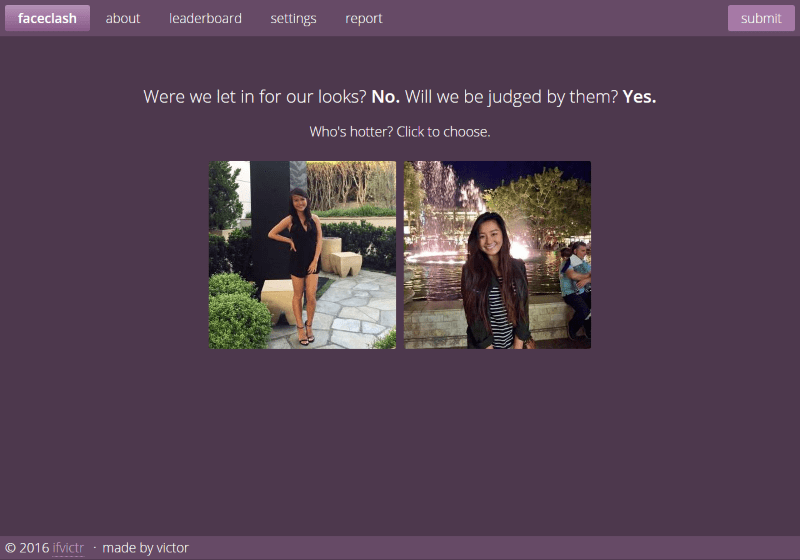 faceclash about leaderboard settings report submit
Were we let in for our looks? No. Will we be judged by them? Yes.
Who's hotter? Click to choose.
© 2016 ifvictr · made by victor